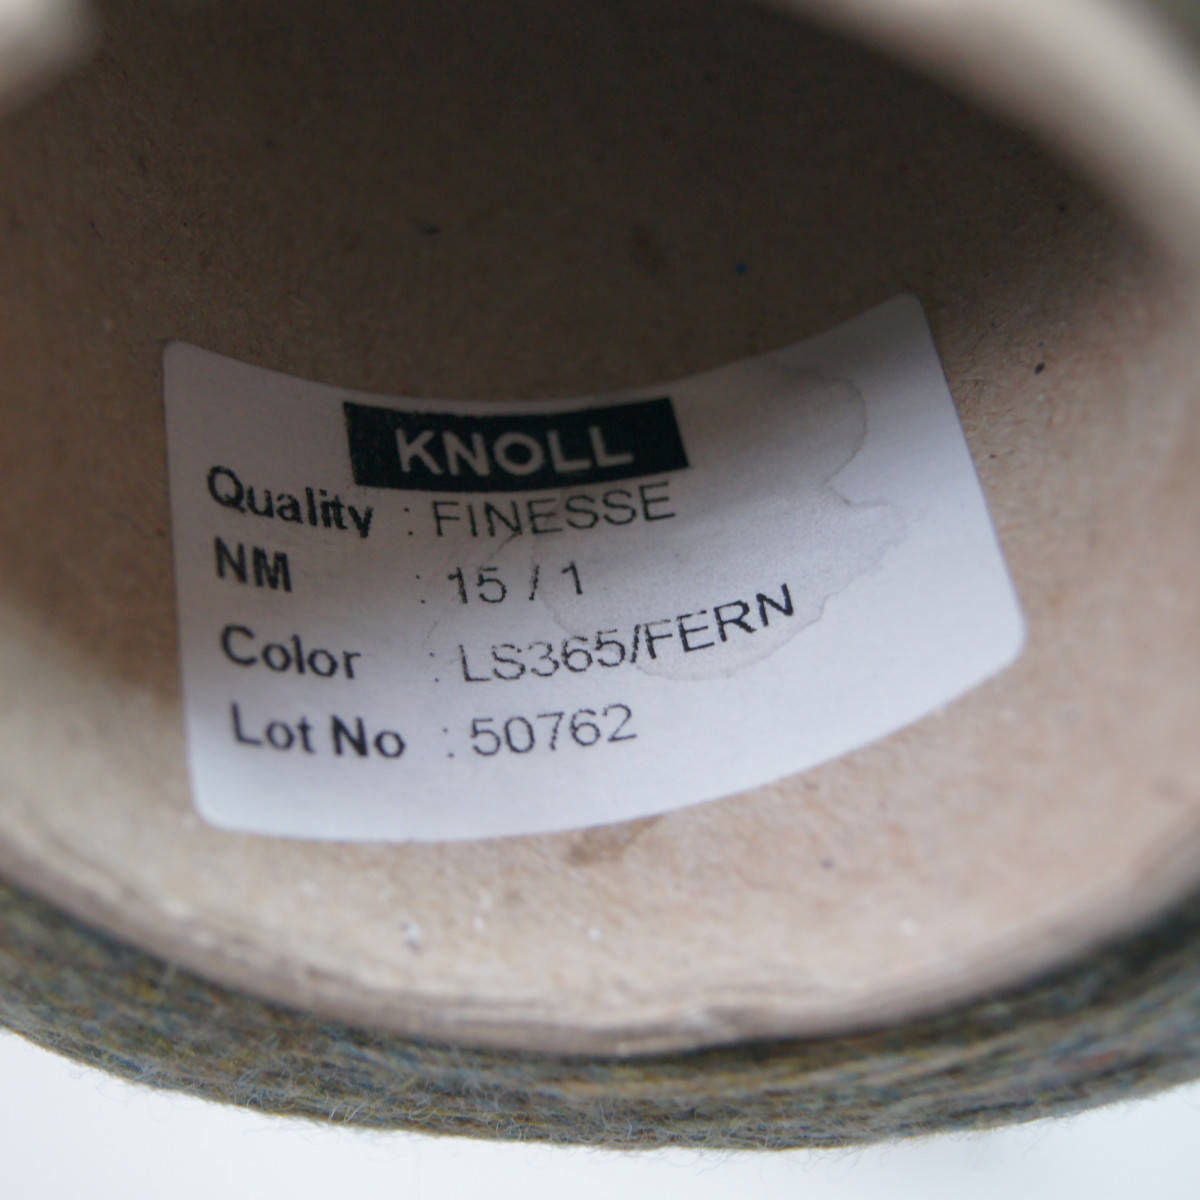 KNOLL
Quality : FINESSE
NM : 15 / 1
Color : LS365/FERN
Lot No : 50762